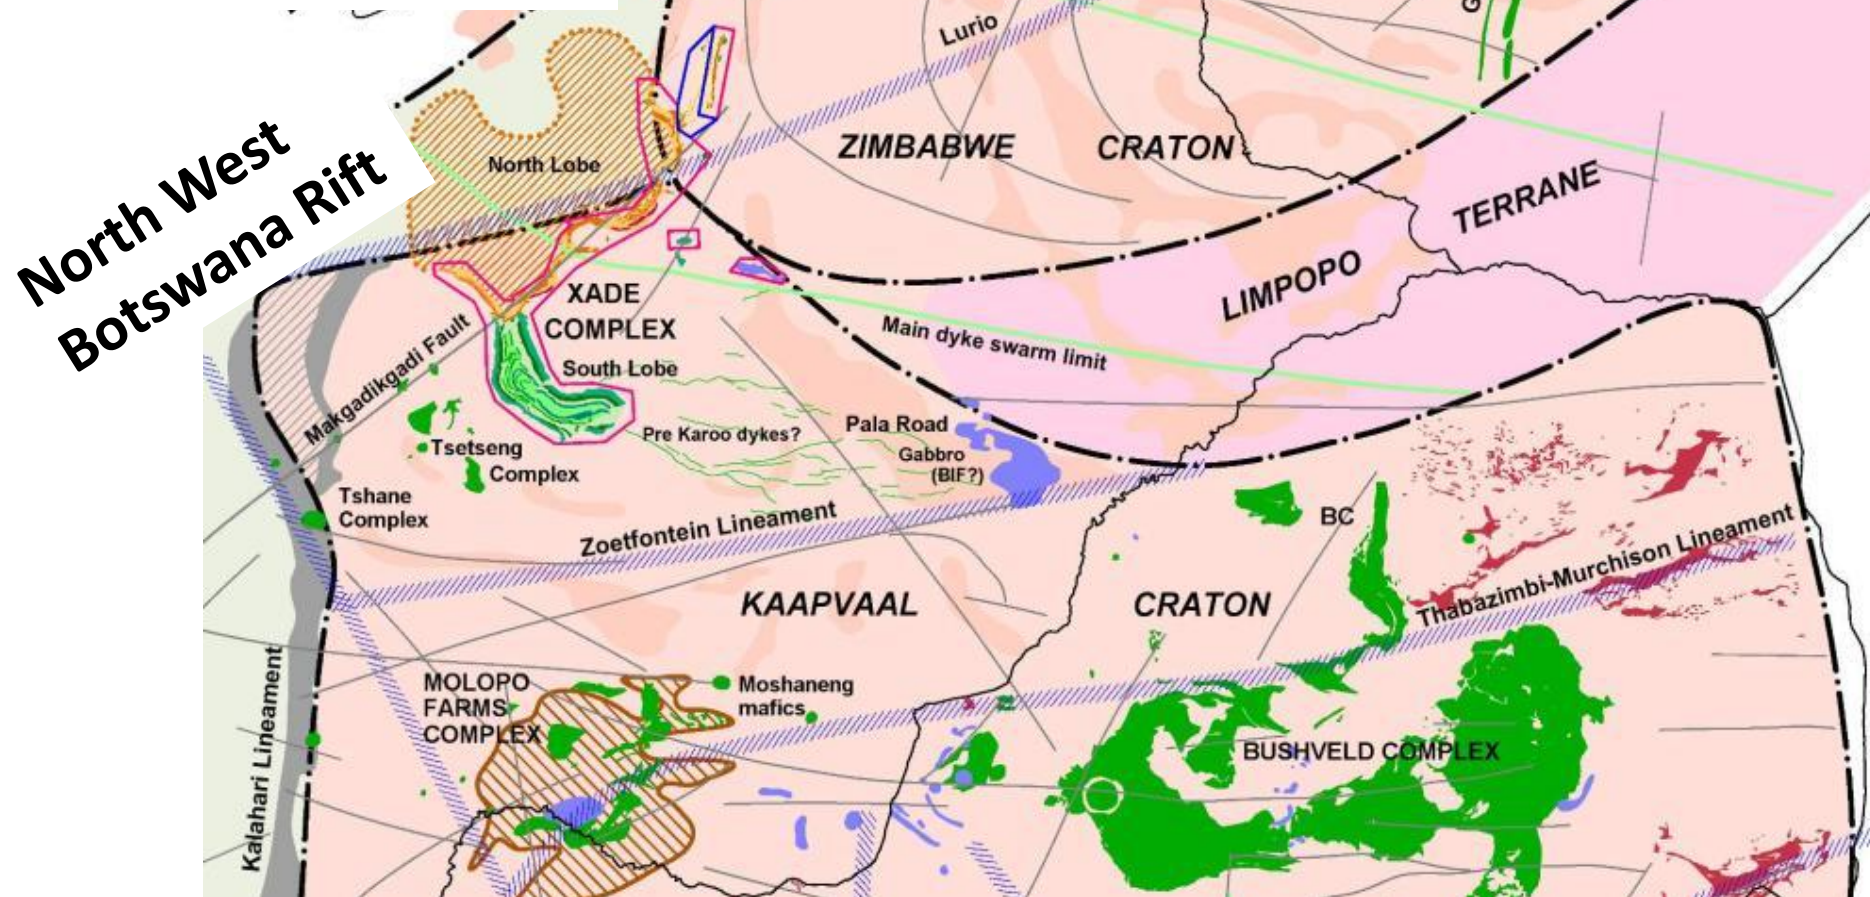 Lurio
G
ZIMBABWE CRATON
North West
Botswana Rift
North Lobe
TERRANE
LIMPOPO
XADE
COMPLEX
South Lobe
Main dyke swarm limit
Makgadikgadi Fault
Pre Karoo dykes?
Pala Road
Gabbro
(BIF?)
Tsetseng
Complex
Tshane
Complex
Zoetfontein Lineament
BC
Thabazimbi-Murchison Lineament
KAAPVAAL CRATON
Kalahari Lineament
MOLOPO
FARMS
COMPLEX
Moshaneng
mafics
BUSHVELD COMPLEX